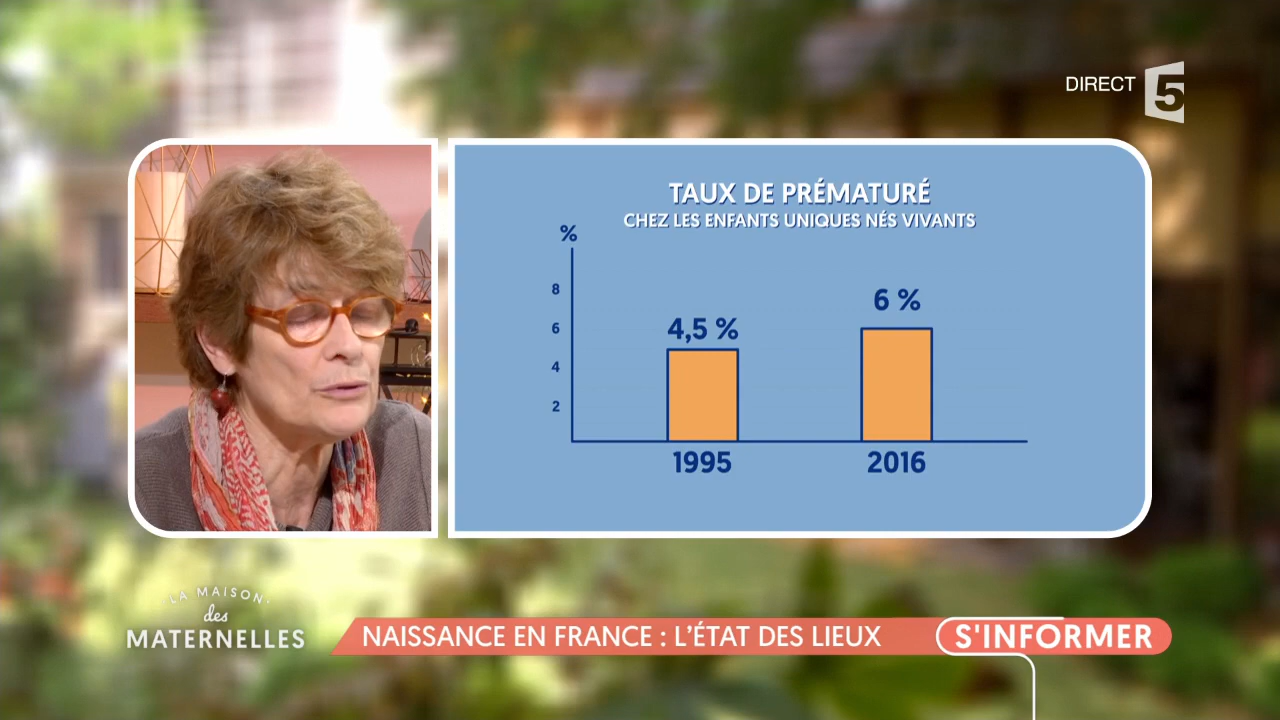 DIRECT 5
TAUX DE PRÉMATURÉ
CHEZ LES ENFANTS UNIQUES NÉS VIVANTS
%
8
6
4
2
4,5 %
6 %
1995
2016
LA MAISON
des
MATERNELLES
NAISSANCE EN FRANCE : L'ÉTAT DES LIEUX
S'INFORMER